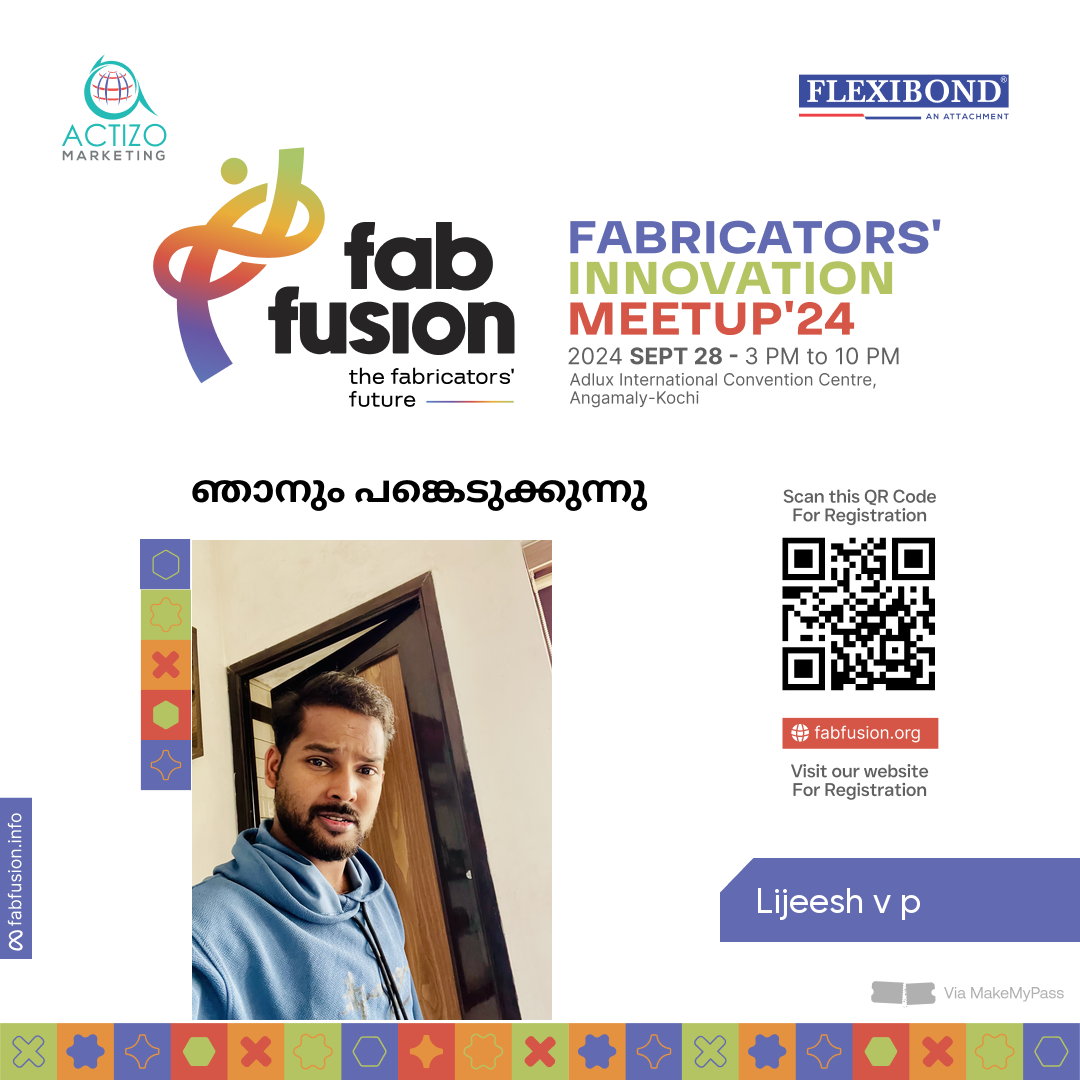 ACTIZO
MARKETING
FLEXIBOND®
AN ATTACHMENT
fab
fusion
the fabricators'
future
FABRICATORS'
INNOVATION
MEETUP'24
2024 SEPT 28 - 3 PM to 10 PM
Adlux International Convention Centre,
Angamaly-Kochi
ഞാനും പങ്കെടുക്കുന്നു
Scan this QR Code
For Registration
fabfusion.org
Visit our website
For Registration
fabfusion.info
Lijeesh v p
Via MakeMyPass